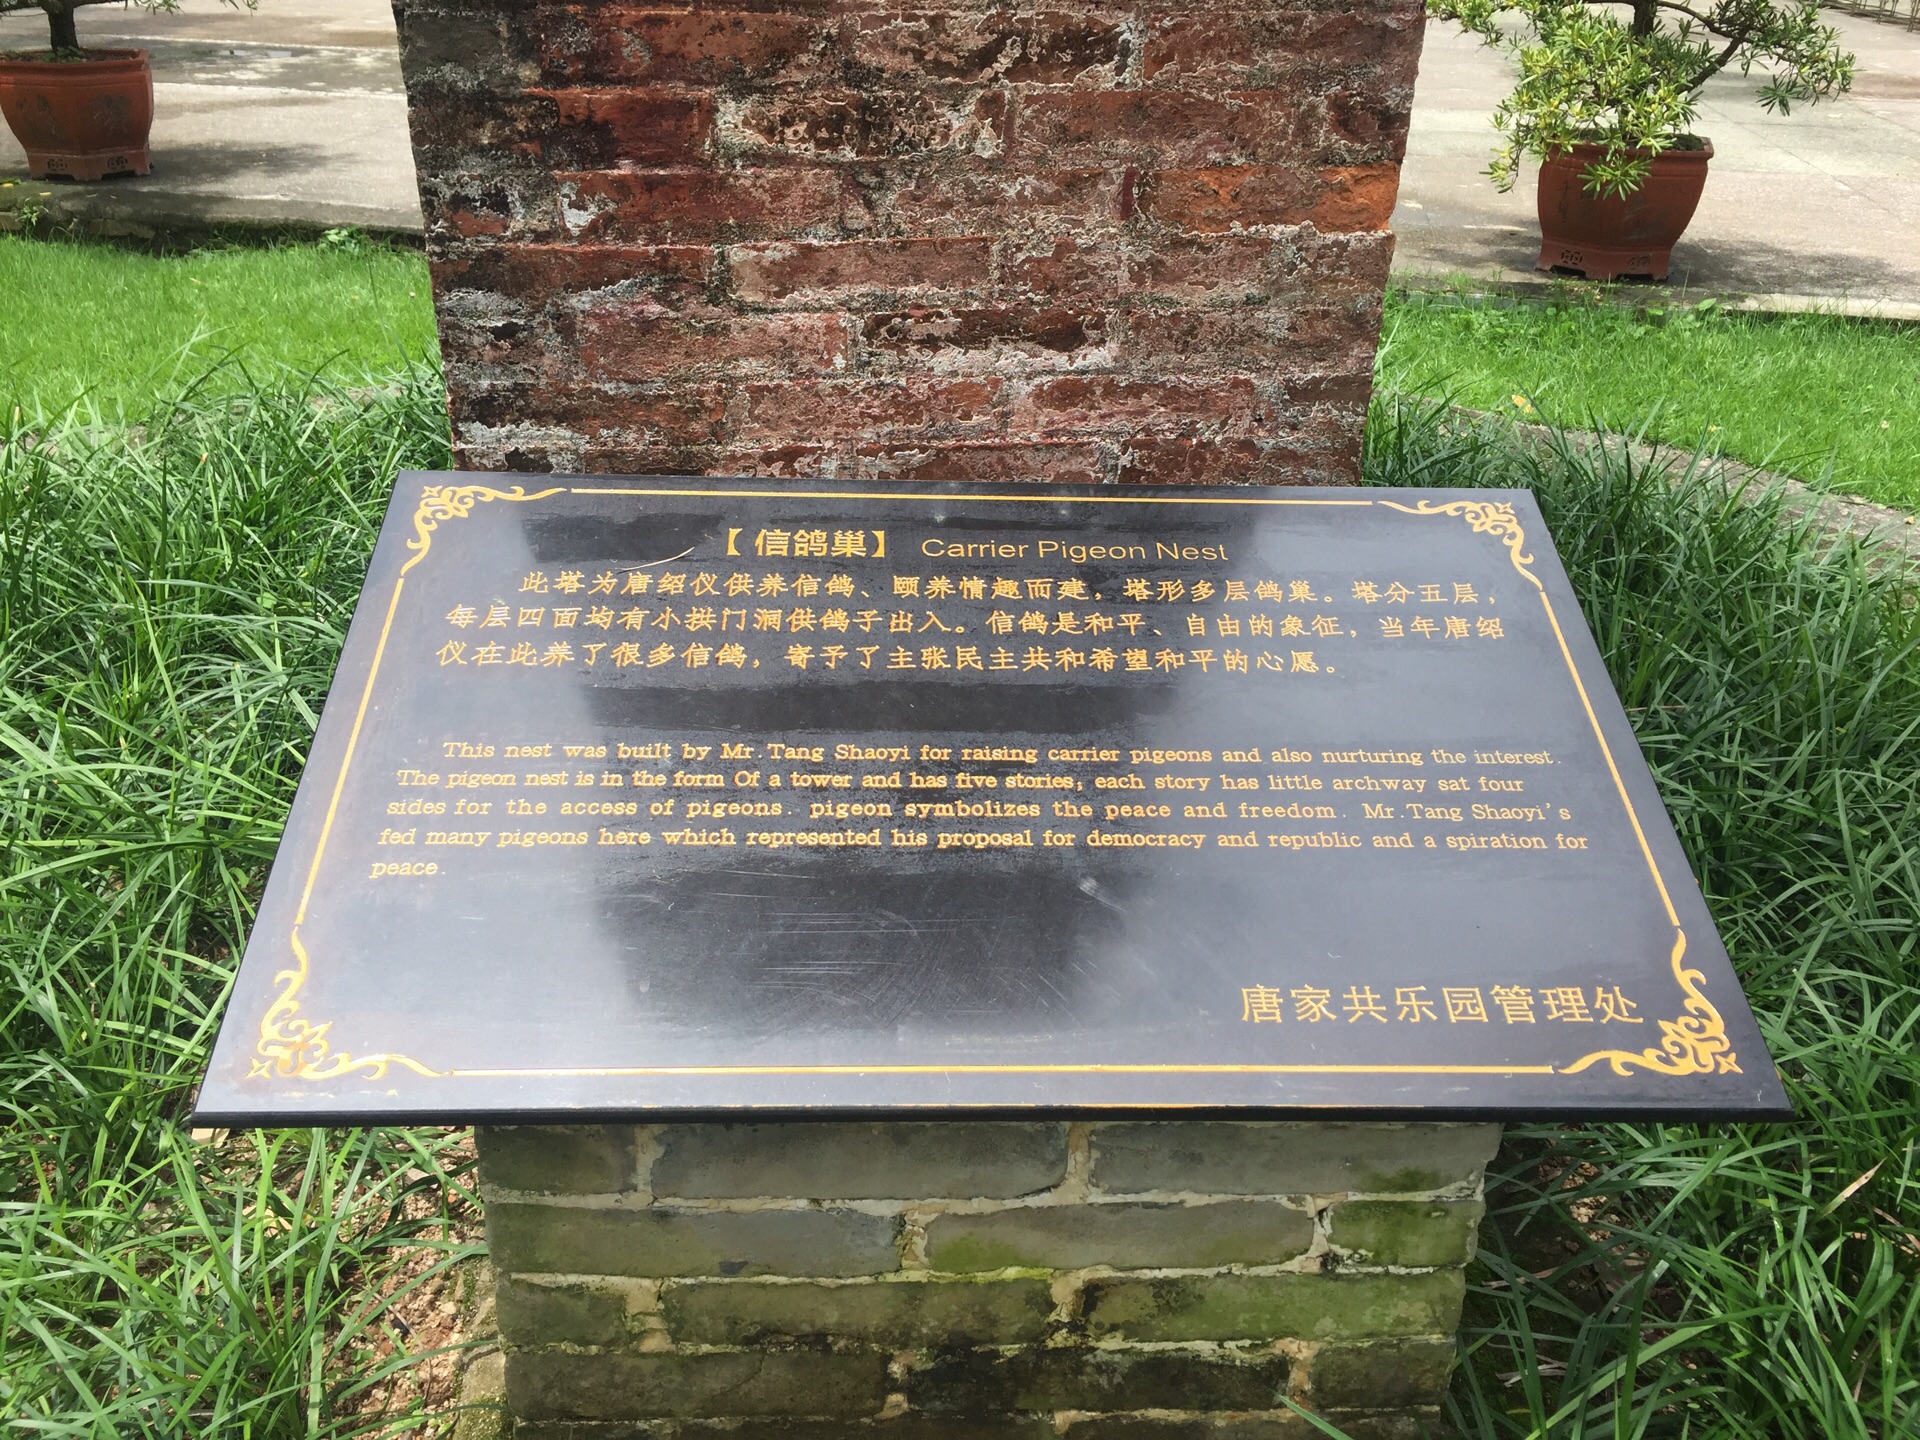 【信鸽巢】 Carrier Pigeon Nest
此塔为唐绍仪供养信鸽、颐养情趣而建，塔形多层鸽巢。塔分五层，
每层四面均有小拱门洞供鸽子出入。信鸽是和平、自由的象征，当年唐绍
仪在此养了很多信鸽，寄予了主张民主共和希望和平的心愿。
This nest was built by Mr.Tang Shaoyi for raising carrier pigeons and also nurturing the interest.
The pigeon nest is in the form Of a tower and has five stories, each story has little archway sat four
sides for the access of pigeons. pigeon symbolizes the peace and freedom. Mr.Tang Shaoyi's
fed many pigeons here which represented his proposal for democracy and republic and a spiration for
peace.
唐家共乐园管理处